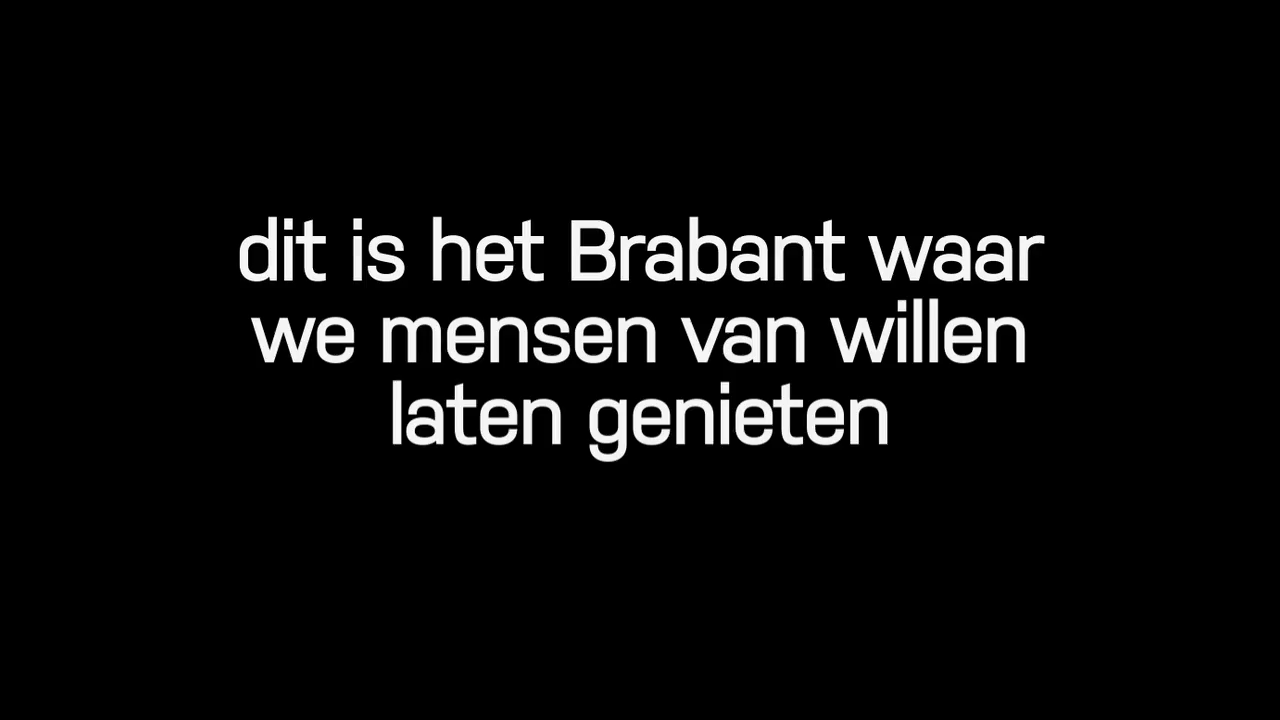 dit is het Brabant waar
we mensen van willen
laten genieten